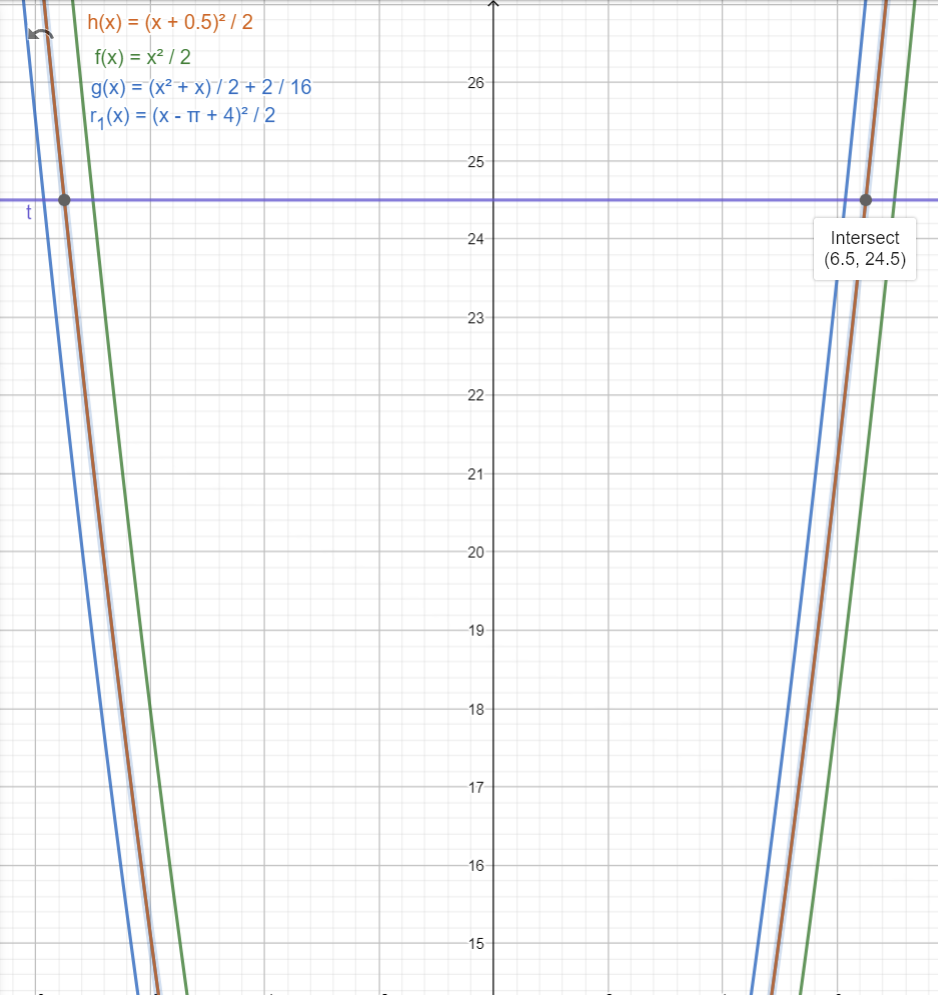 h(x) = (x + 0.5)² / 2
f(x) = x² / 2
g(x) = (x² + x) / 2 + 2 / 16
r₁(x) = (x - π + 4)² / 2
26
25
t
24
Intersect
(6.5, 24.5)
23
22
21
20
19
18
17
16
15